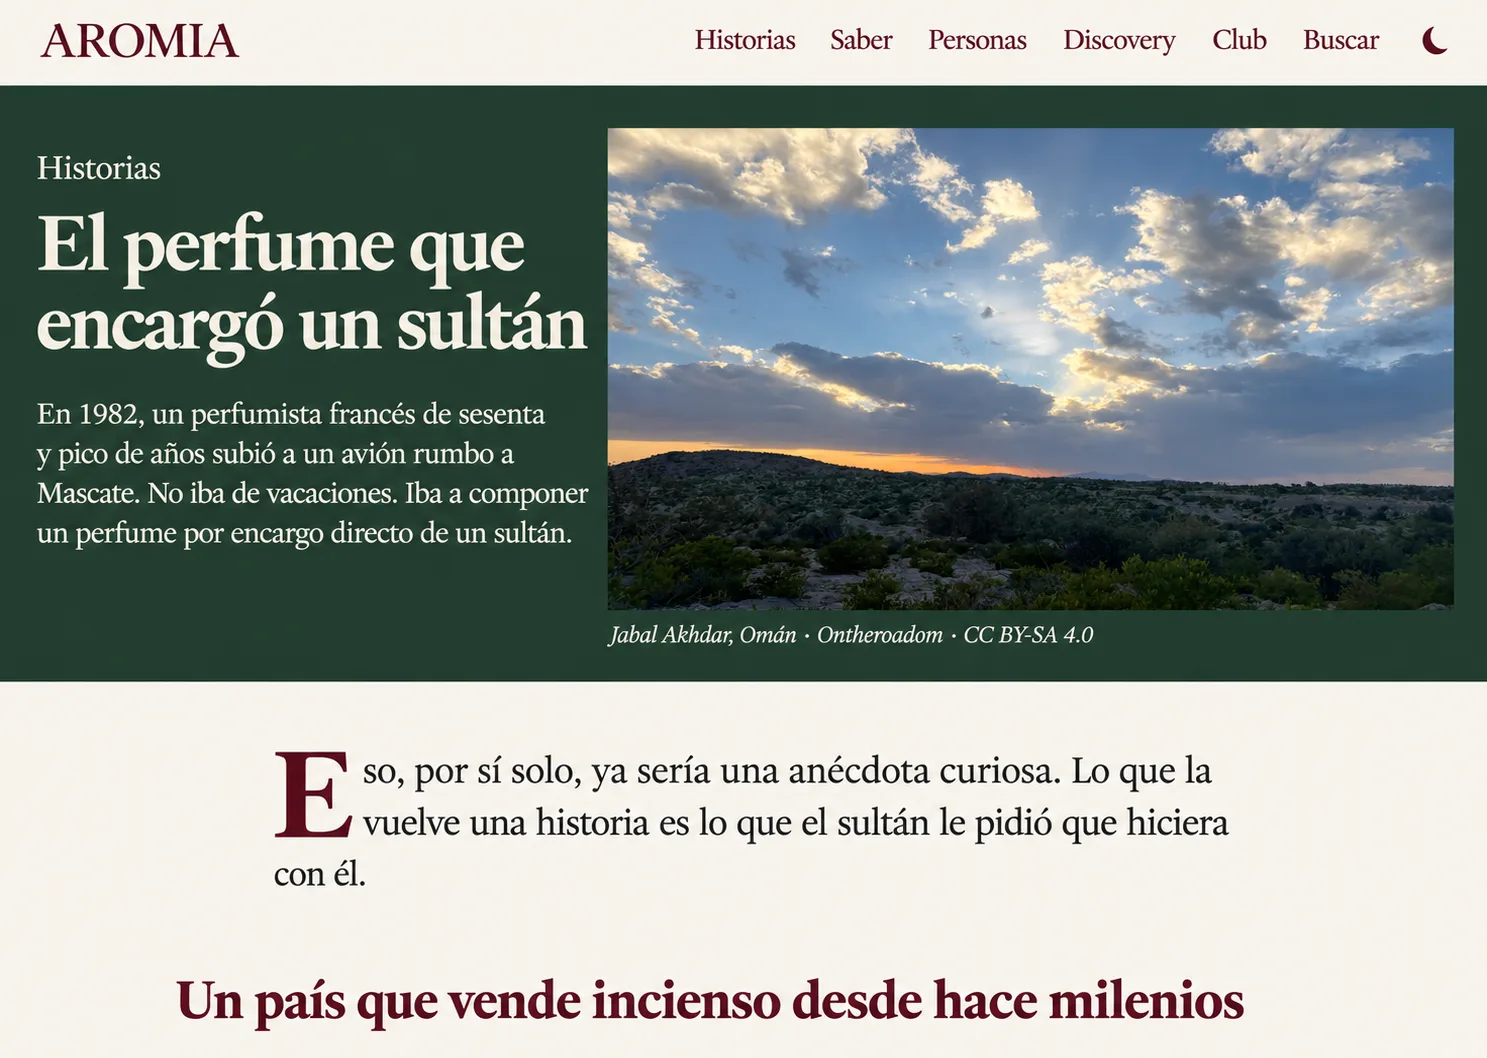 AROMIA
Historias Saber Personas Discovery Club Buscar
Historias
El perfume que
encargó un sultán
En 1982, un perfumista francés de sesenta
y pico de años subió a un avión rumbo a
Mascate. No iba de vacaciones. Iba a componer
un perfume por encargo directo de un sultán.
Jabal Akhdar, Omán · Ontheroadom · CC BY-SA 4.0
Eso, por sí solo, ya sería una anécdota curiosa. Lo que la
vuelve una historia es lo que el sultán le pidió que hiciera
con él.
Un país que vende incienso desde hace milenios